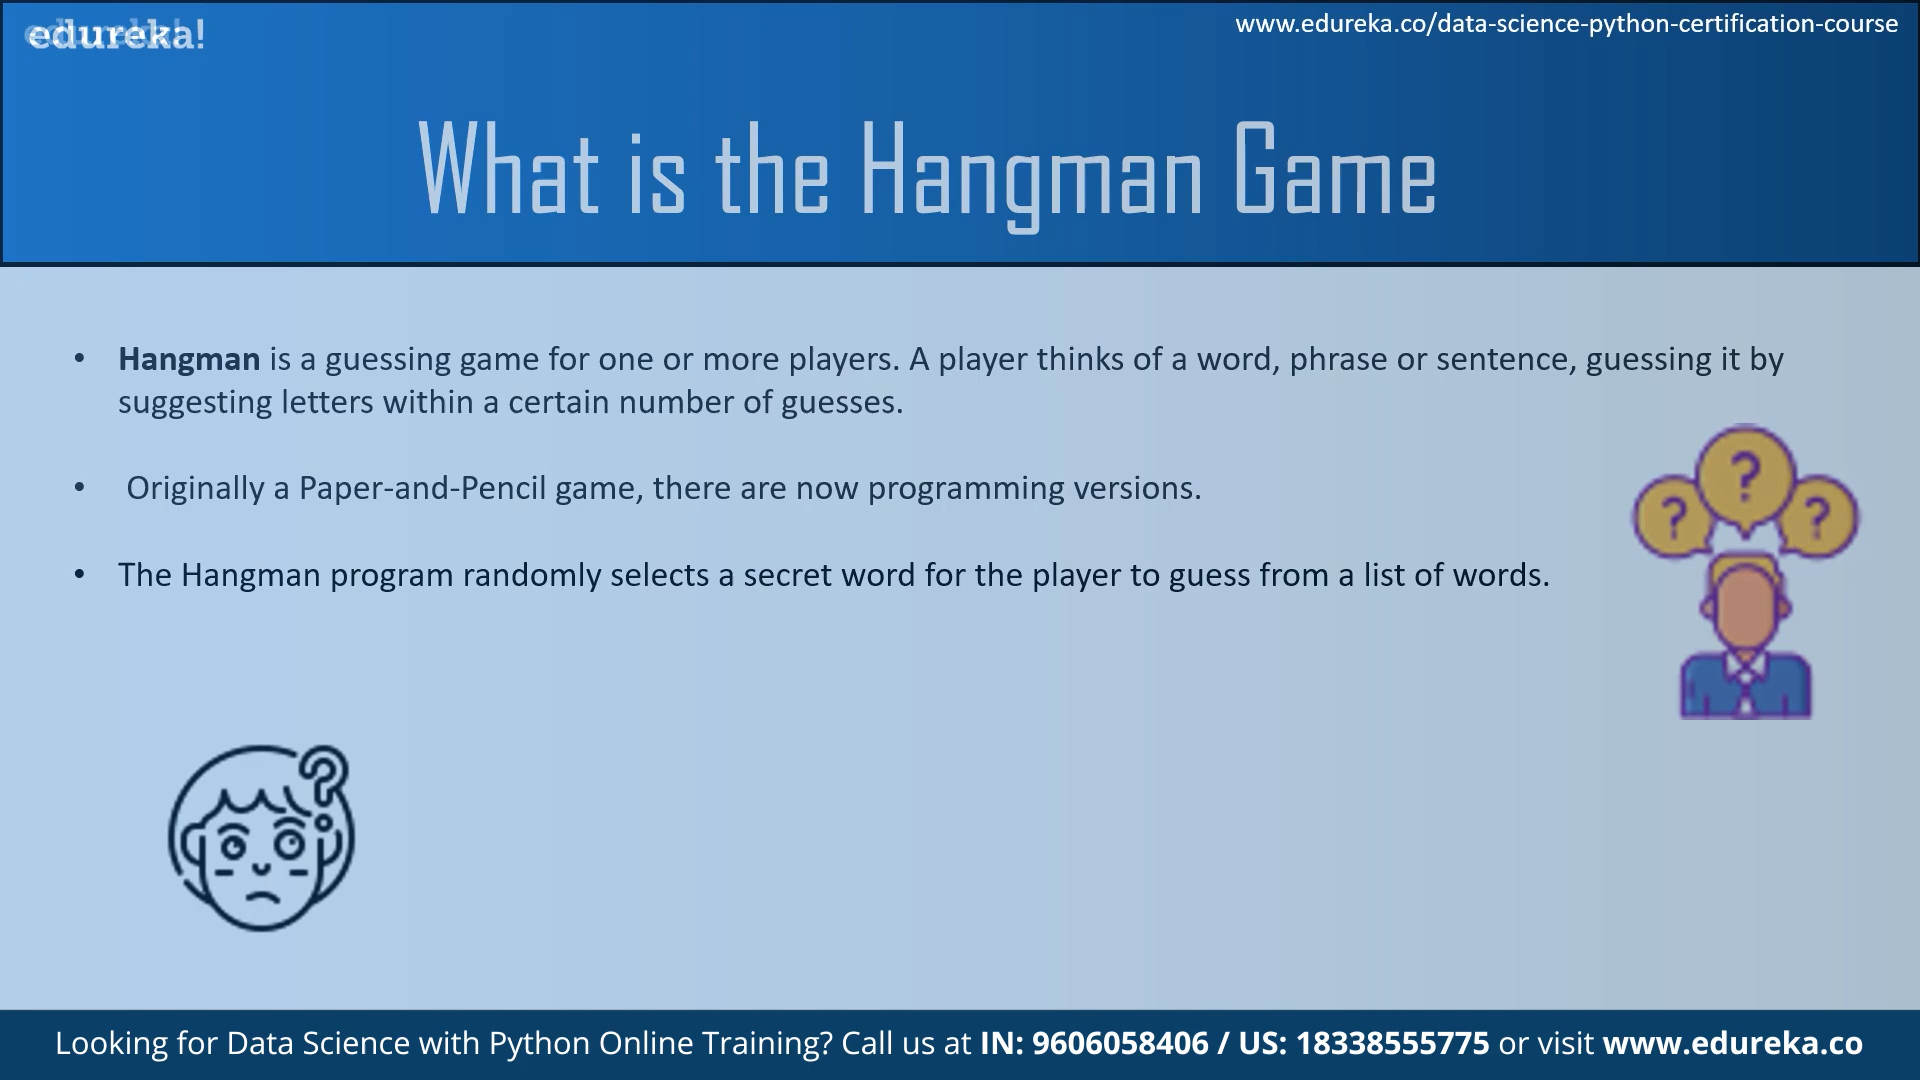 edureka!
www.edureka.co/data-science-python-certification-course
What is the Hangman Game
• Hangman is a guessing game for one or more players. A player thinks of a word, phrase or sentence, guessing it by
suggesting letters within a certain number of guesses.
• Originally a Paper-and-Pencil game, there are now programming versions.
• The Hangman program randomly selects a secret word for the player to guess from a list of words.
? ? ?
?
Looking for Data Science with Python Online Training? Call us at IN: 9606058406 / US: 18338555775 or visit www.edureka.co